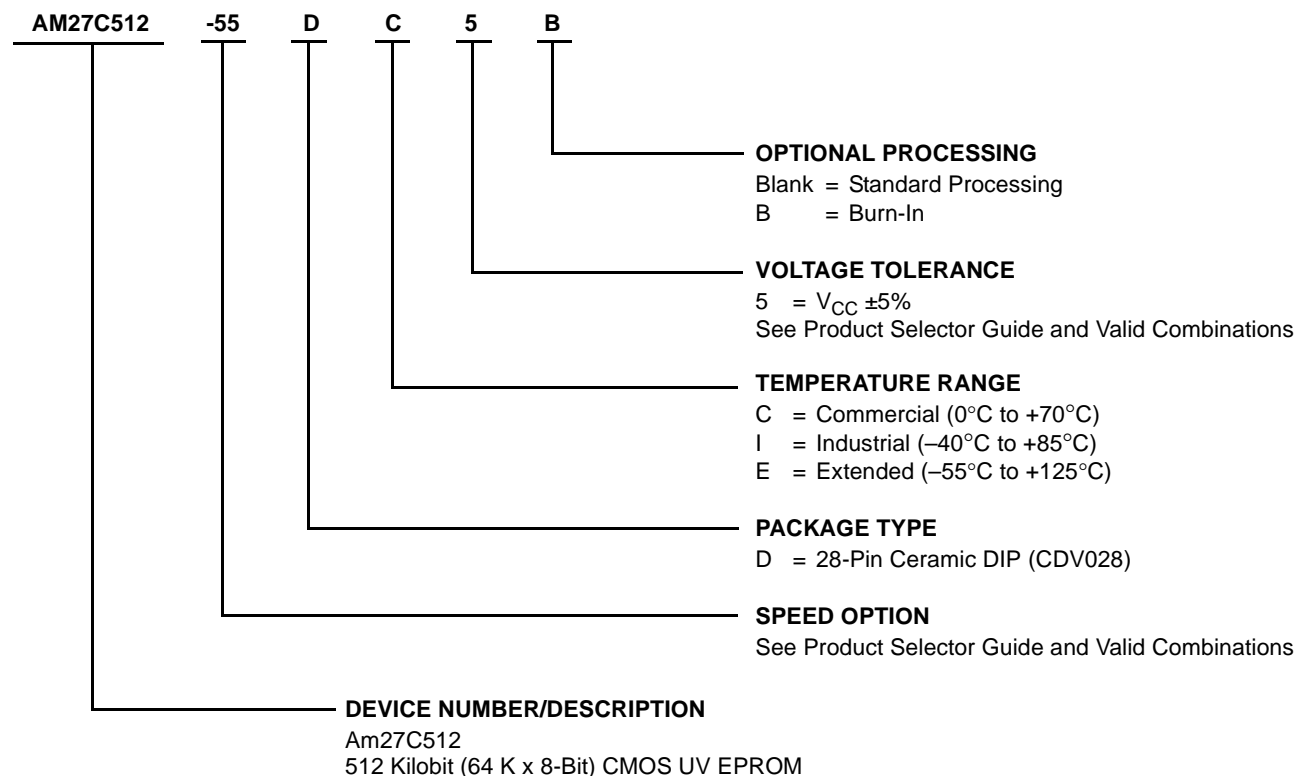 AM27C512 -55 D C 5 B
OPTIONAL PROCESSING
Blank = Standard Processing
B = Burn-In
VOLTAGE TOLERANCE
5 = VCC ±5%
See Product Selector Guide and Valid Combinations
TEMPERATURE RANGE
C = Commercial (0°C to +70°C)
I = Industrial (–40°C to +85°C)
E = Extended (–55°C to +125°C)
PACKAGE TYPE
D = 28-Pin Ceramic DIP (CDV028)
SPEED OPTION
See Product Selector Guide and Valid Combinations
DEVICE NUMBER/DESCRIPTION
Am27C512
512 Kilobit (64 K x 8-Bit) CMOS UV EPROM